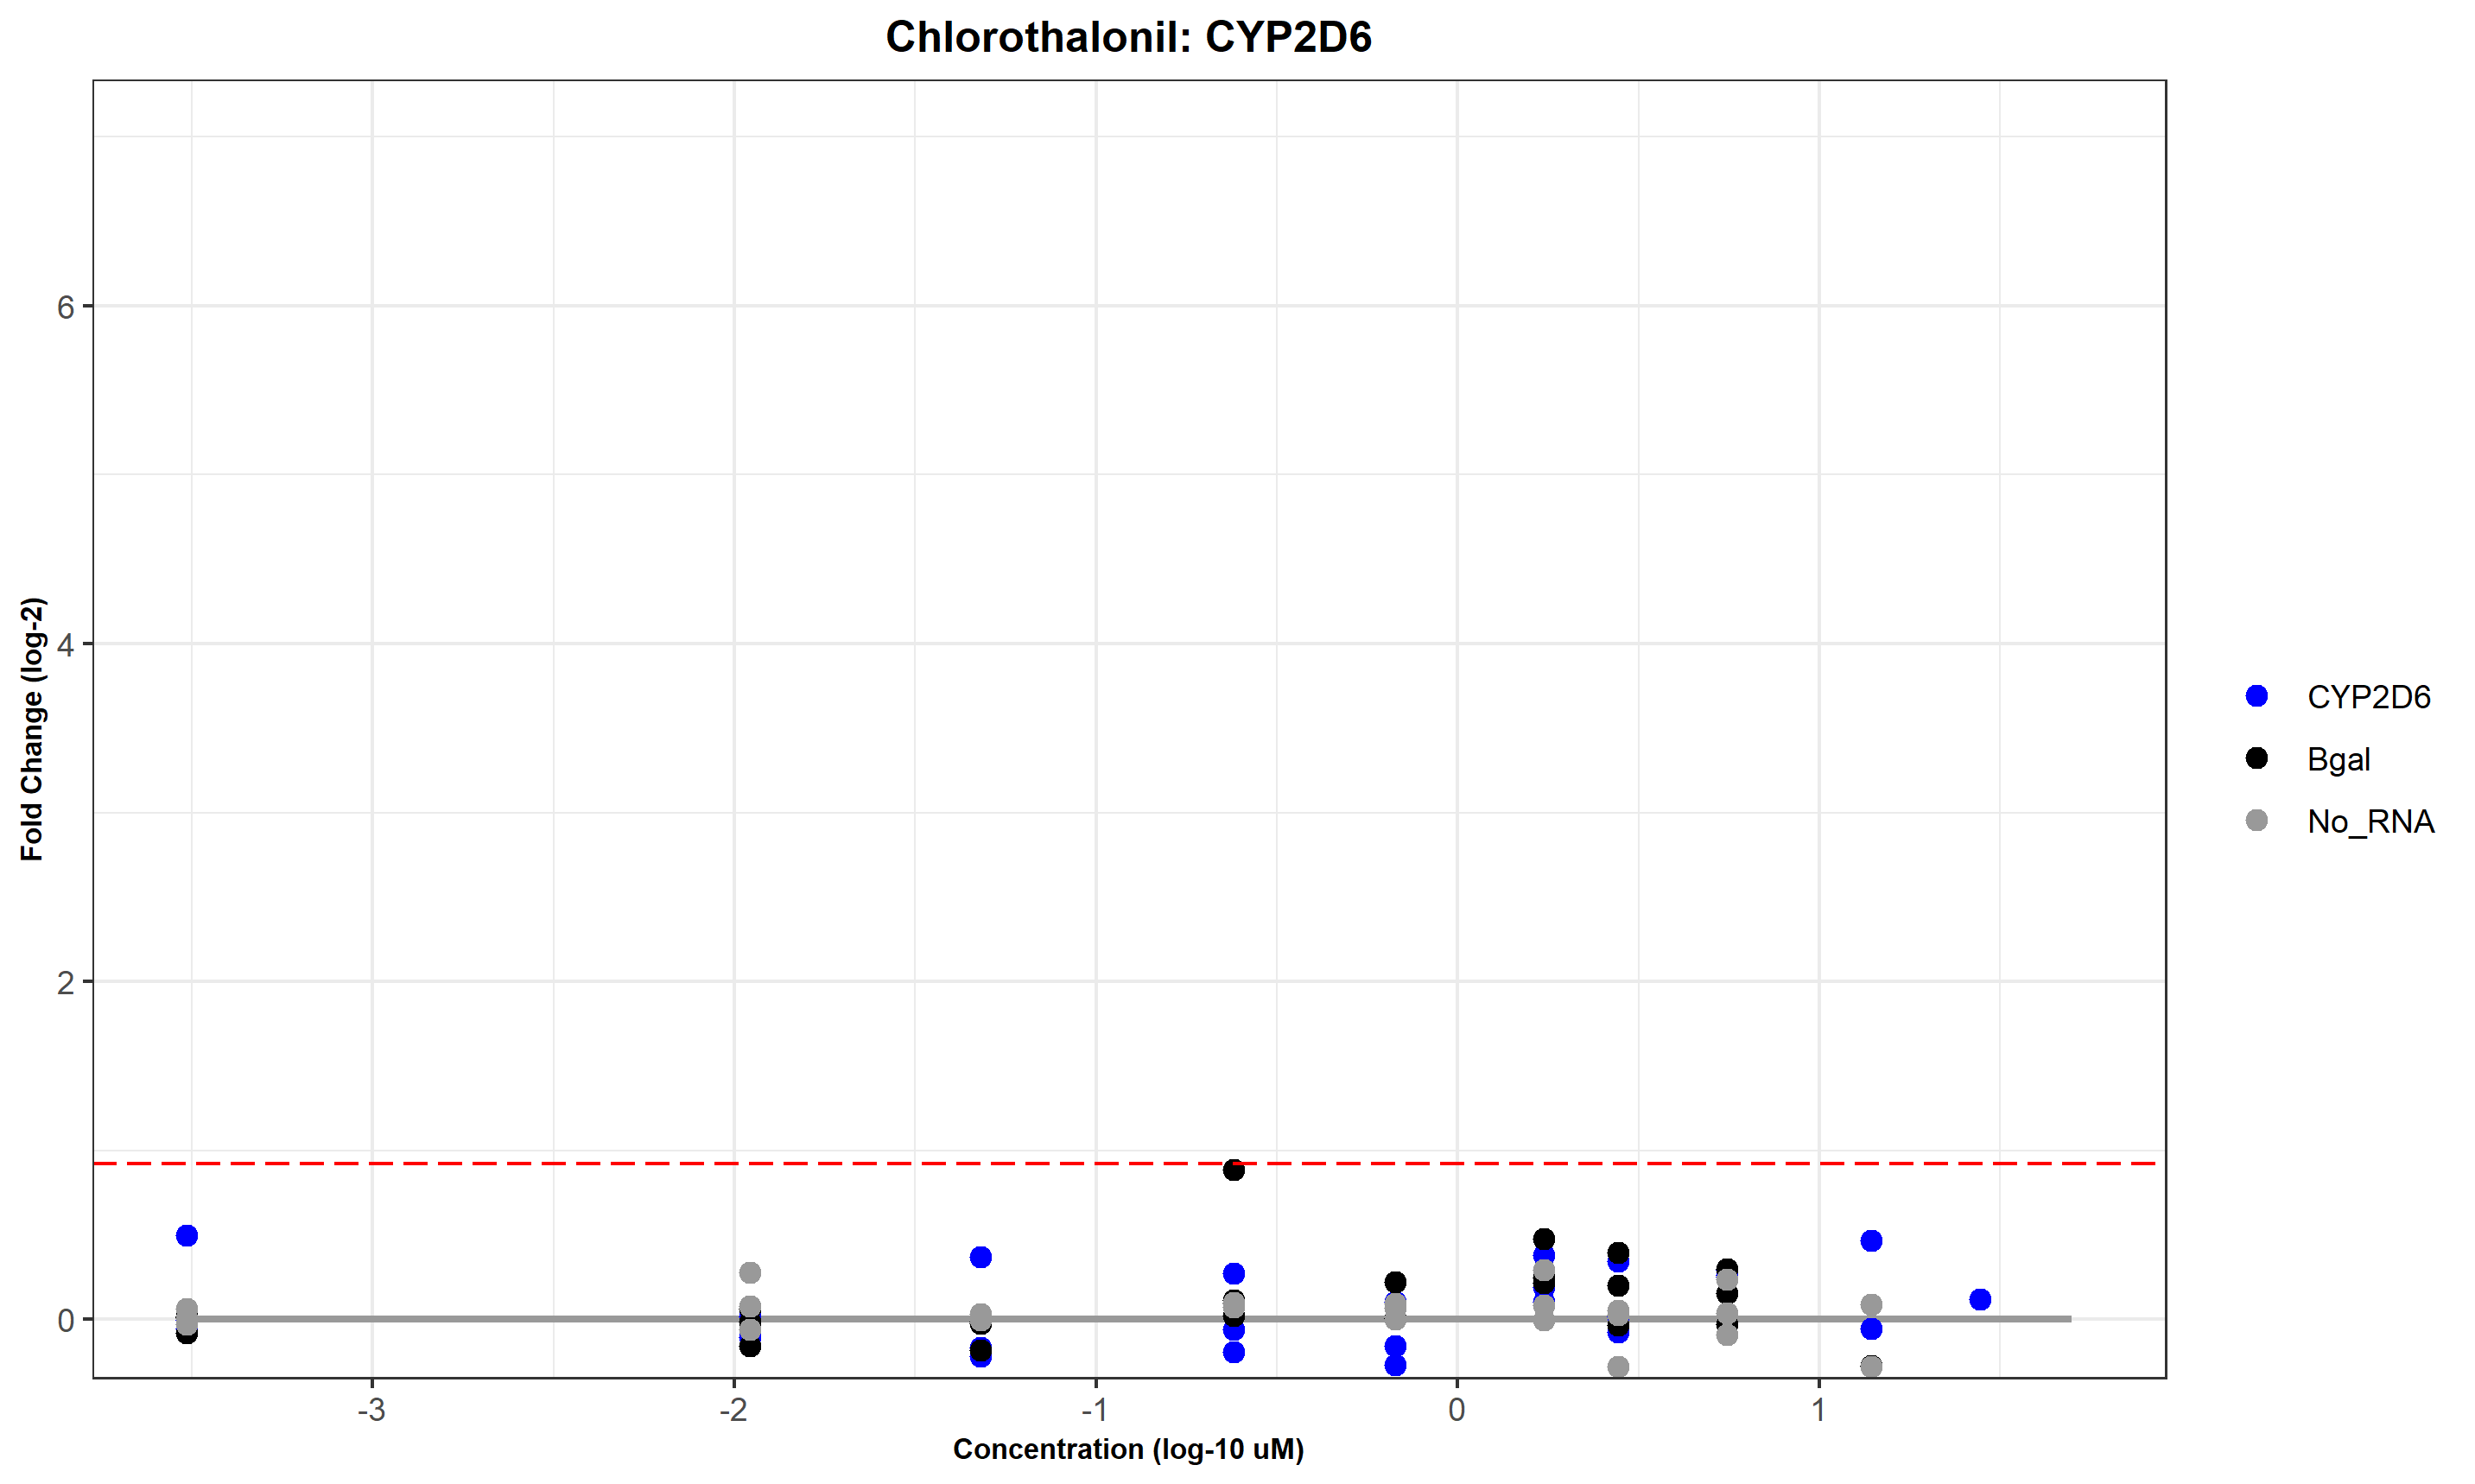 Chlorothalonil: CYP2D6
Fold Change (log-2)
6
4
2
0
-3
-2
-1
0
1
Concentration (log-10 uM)
CYP2D6
Bgal
No_RNA